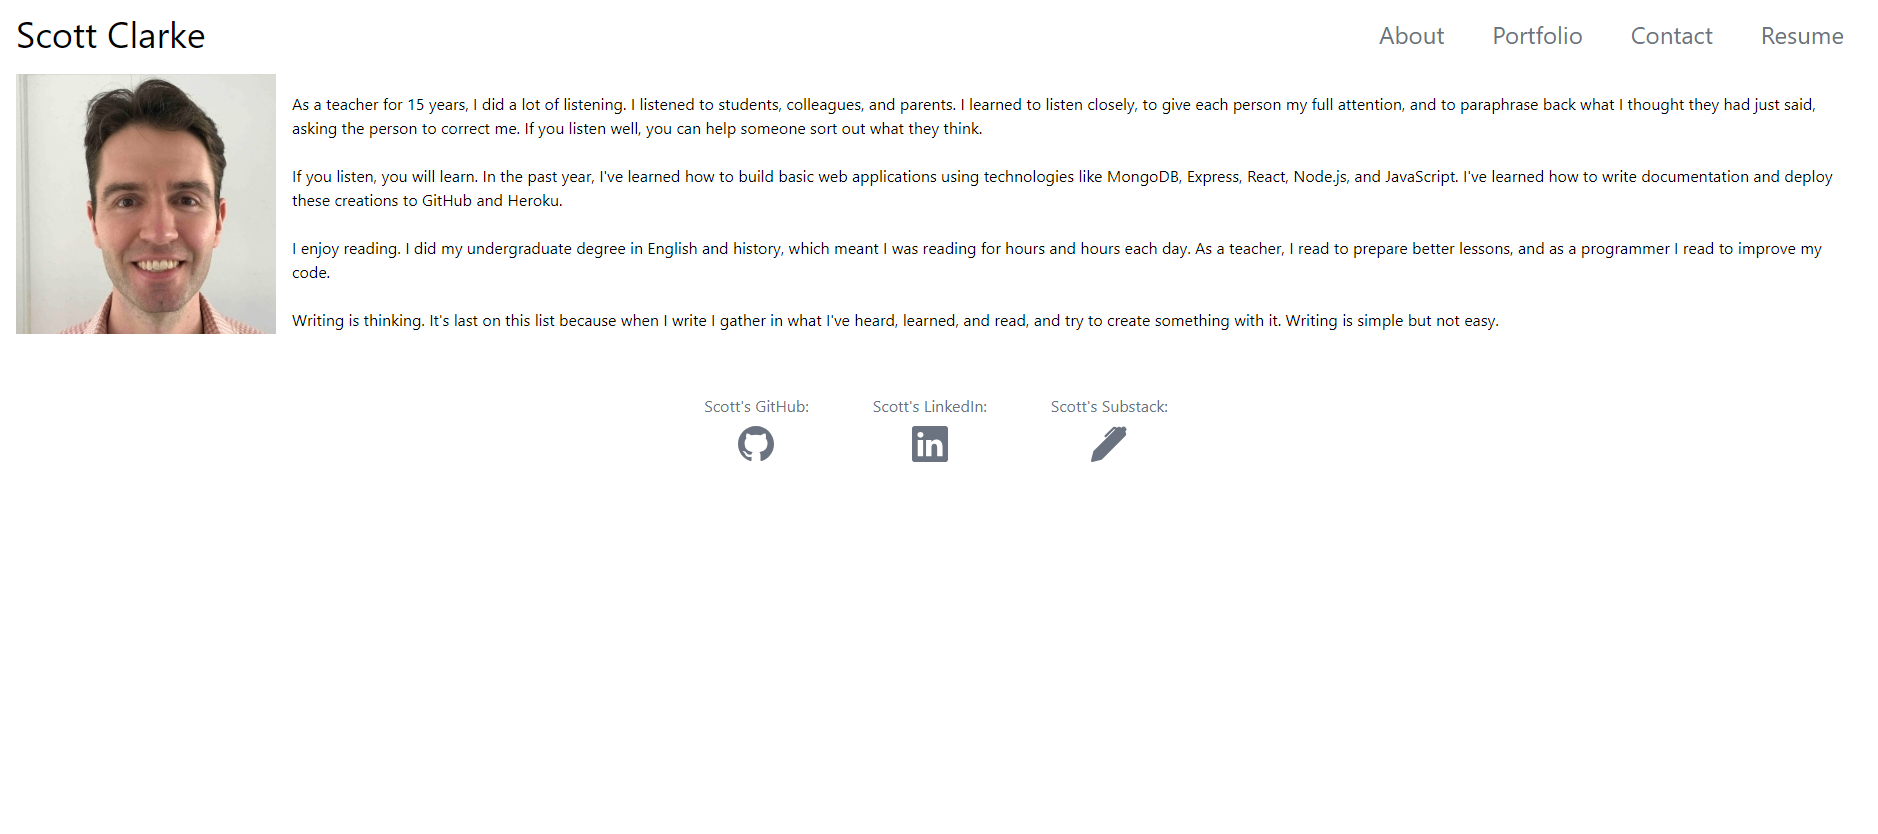 Scott Clarke
About Portfolio Contact Resume
As a teacher for 15 years, I did a lot of listening. I listened to students, colleagues, and parents. I learned to listen closely, to give each person my full attention, and to paraphrase back what I thought they had just said,
asking the person to correct me. If you listen well, you can help someone sort out what they think.
If you listen, you will learn. In the past year, I've learned how to build basic web applications using technologies like MongoDB, Express, React, Node.js, and JavaScript. I've learned how to write documentation and deploy
these creations to GitHub and Heroku.
I enjoy reading. I did my undergraduate degree in English and history, which meant I was reading for hours and hours each day. As a teacher, I read to prepare better lessons, and as a programmer I read to improve my
code.
Writing is thinking. It's last on this list because when I write I gather in what I've heard, learned, and read, and try to create something with it. Writing is simple but not easy.
Scott's GitHub: Scott's LinkedIn: Scott's Substack:
in